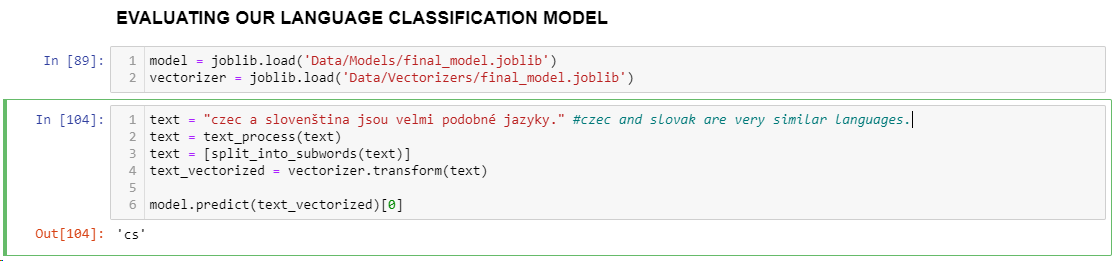 EVALUATING OUR LANGUAGE CLASSIFICATION MODEL
In [89]:
1 model = joblib.load('Data/Models/final_model.joblib')
2 vectorizer = joblib.load('Data/Vectorizers/final_model.joblib')
In [104]:
1 text = "czec a slovenština jsou velmi podobné jazyky." #czec and slovak are very similar languages.
2 text = text_process(text)
3 text = [split_into_subwords(text)]
4 text_vectorized = vectorizer.transform(text)
5
6 model.predict(text_vectorized)[0]
Out[104]: 'cs'